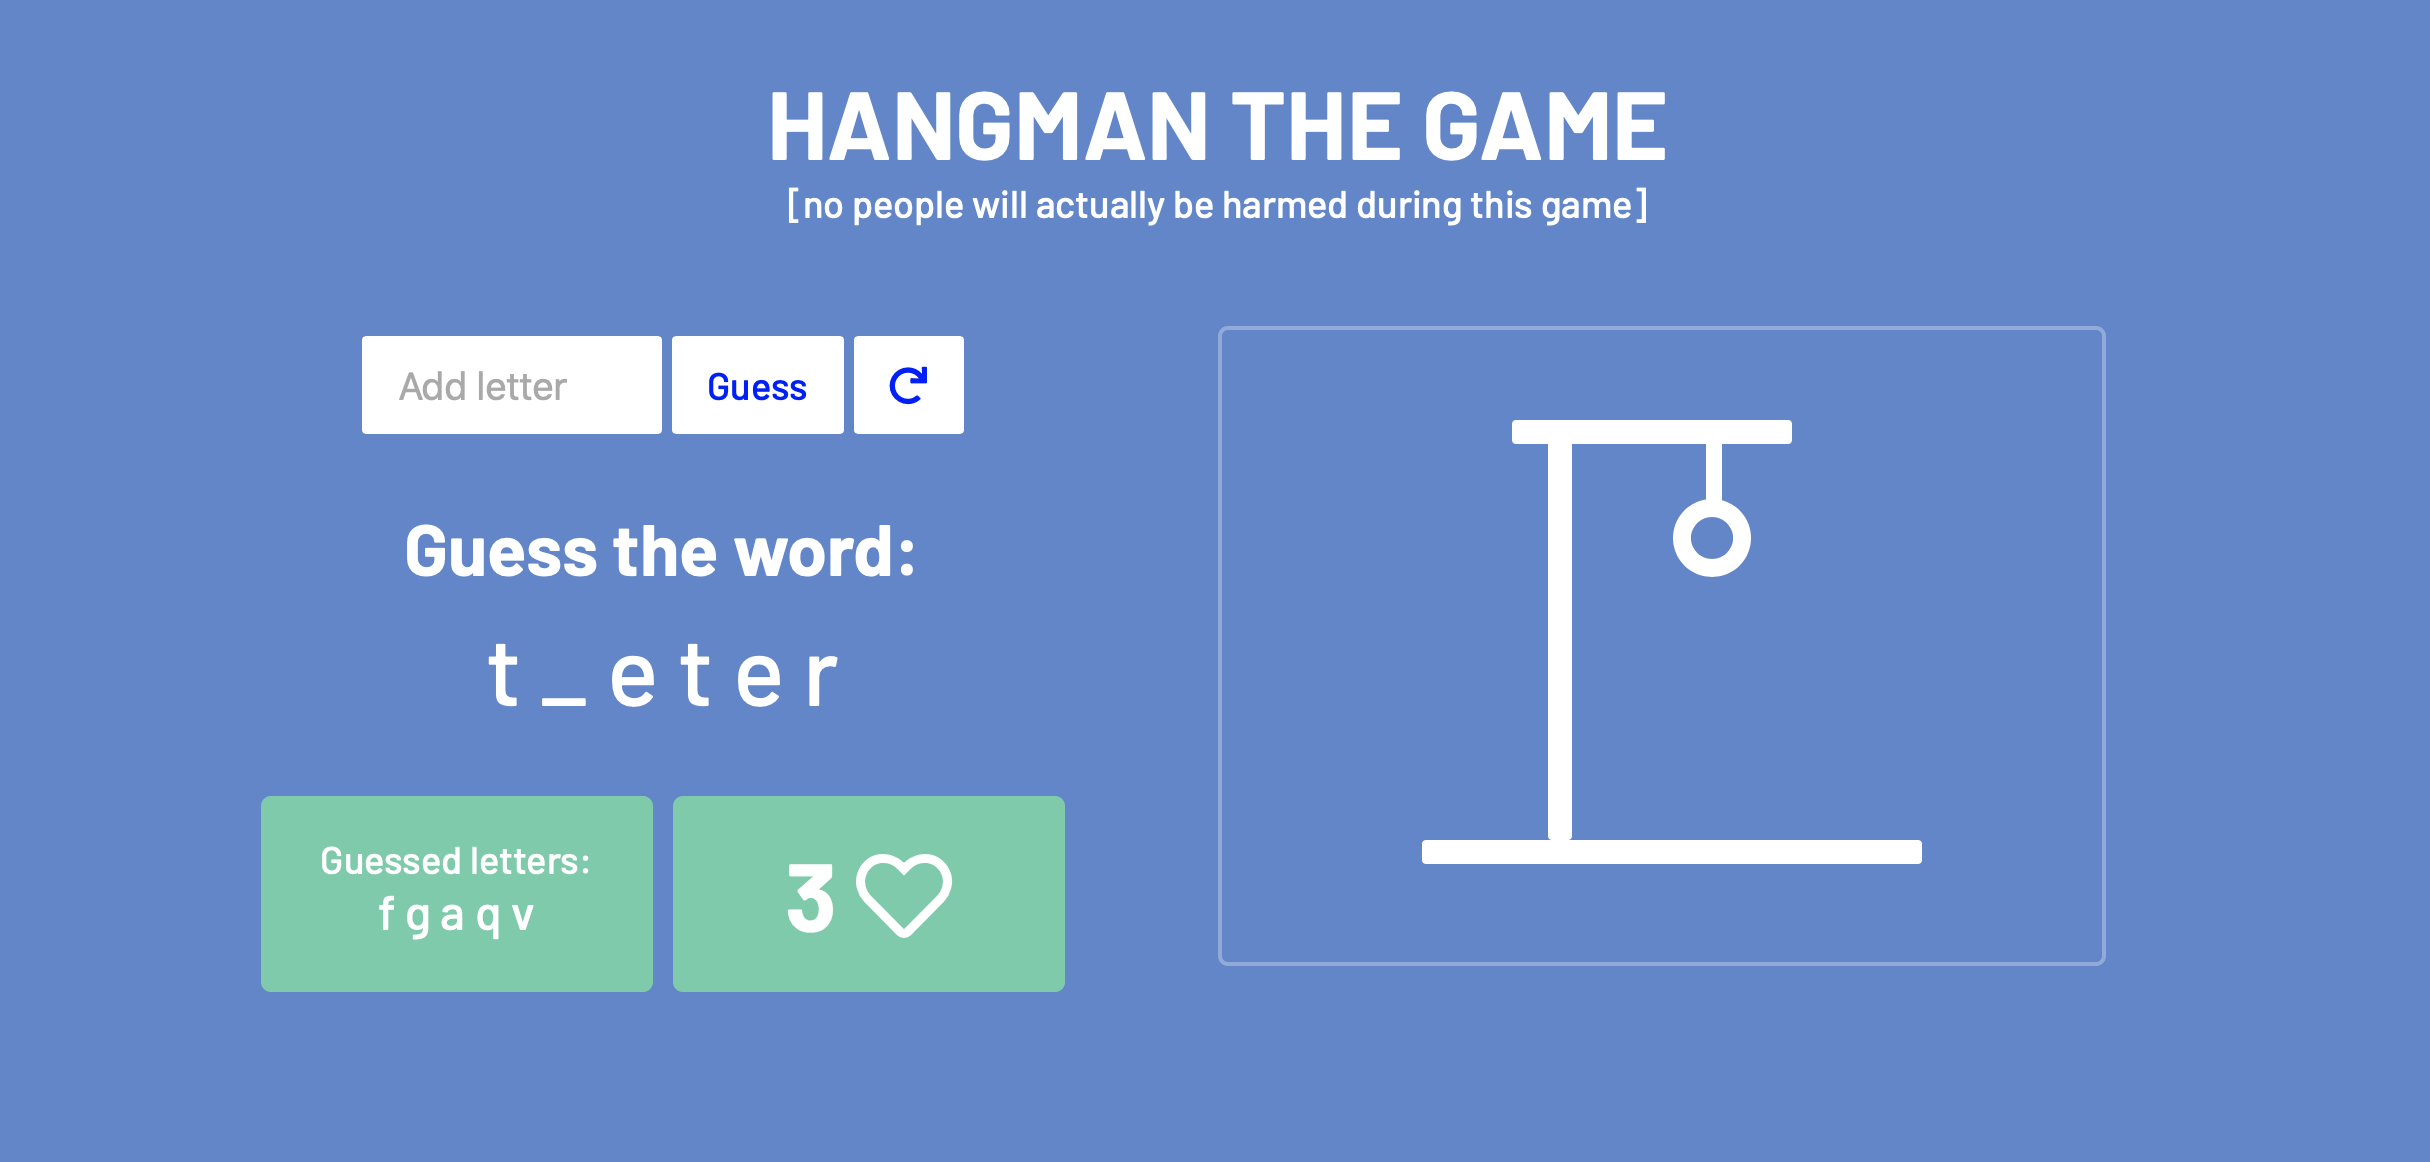 HANGMAN THE GAME
[no people will actually be harmed during this game]
Add letter
Guess
Guess the word:
t _ e t e r
Guessed letters:
f g a q v
3